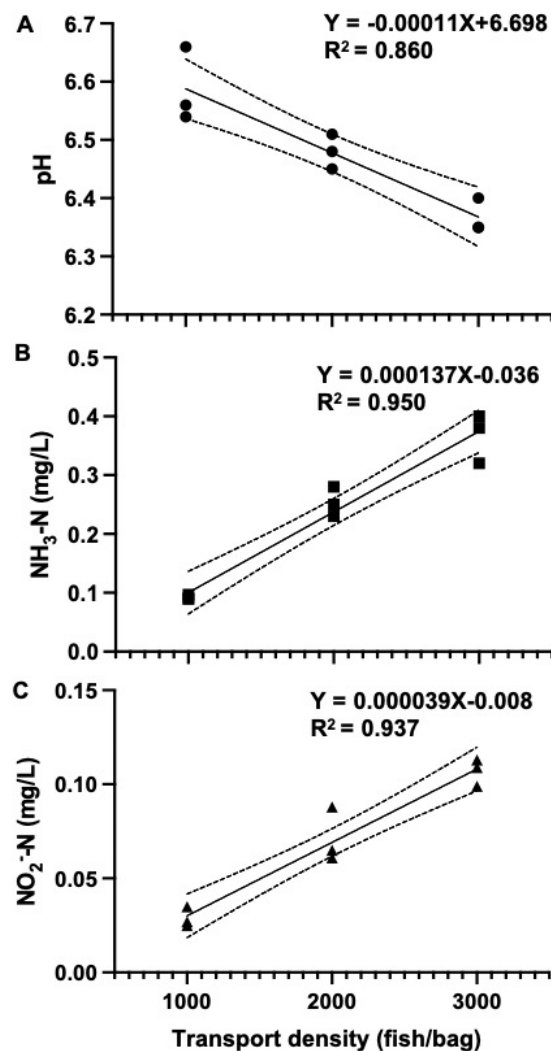 A
Y = -0.00011X+6.698
R² = 0.860
6.7
6.6
6.5
6.4
6.3
6.2
pH
B
Y = 0.000137X-0.036
R² = 0.950
0.5
0.4
0.3
0.2
0.1
0.0
NH₃-N (mg/L)
C
Y = 0.000039X-0.008
R² = 0.937
0.15
0.10
0.05
0.00
NO₂⁻-N (mg/L)
1000 2000 3000
Transport density (fish/bag)